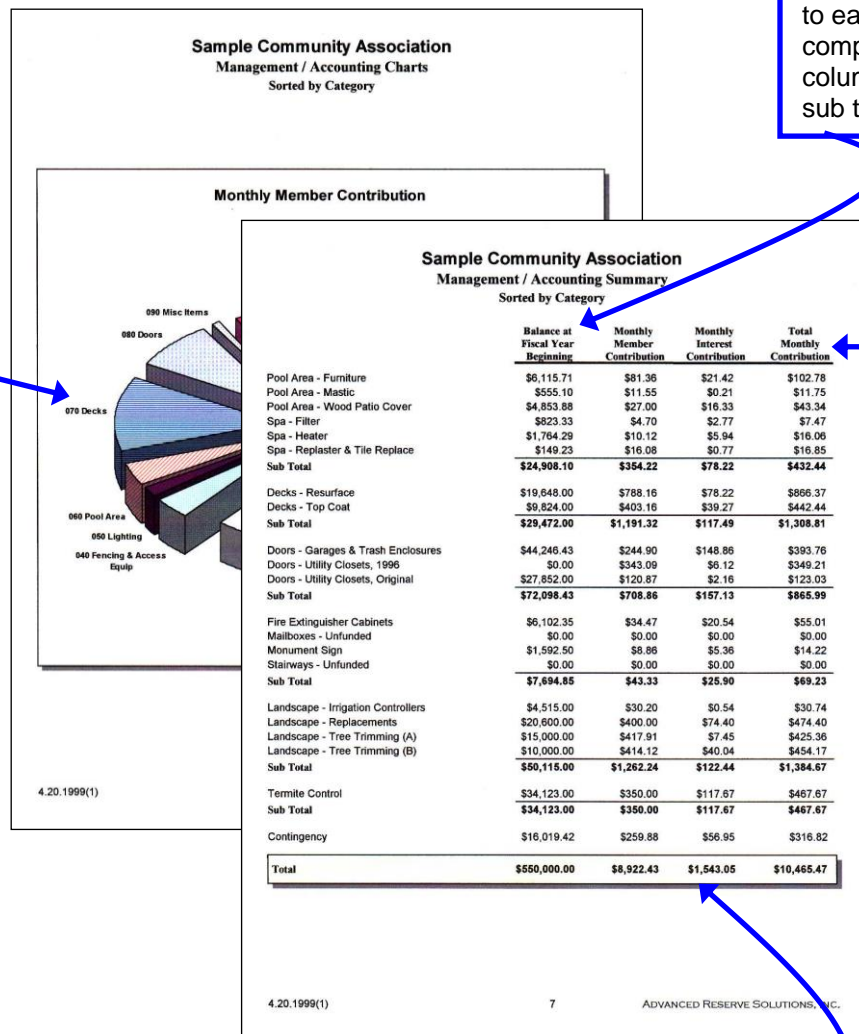 to ea
comp
colu
sub t
Sample Community Association
Management / Accounting Charts
Sorted by Category
Monthly Member Contribution
090 Misc Items
080 Doors
070 Decks
060 Pool Area
050 Lighting
040 Fencing & Access
Equip
4.20.1999(1)
Sample Community Association
Management / Accounting Summary
Sorted by Category
Balance at Monthly Monthly Total
Fiscal Year Member Interest Monthly
Beginning Contribution Contribution Contribution
Pool Area - Furniture $6,115.71 $81.36 $21.42 $102.78
Pool Area - Mastic $555.10 $11.55 $0.21 $11.75
Pool Area - Wood Patio Cover $4,853.88 $27.00 $16.33 $43.34
Spa - Filter $823.33 $4.70 $2.77 $7.47
Spa - Heater $1,764.29 $10.12 $5.94 $16.06
Spa - Replaster & Tile Replace $149.23 $16.08 $0.77 $16.85
Sub Total $24,908.10 $354.22 $78.22 $432.44
Decks - Resurface $19,648.00 $788.16 $78.22 $866.37
Decks - Top Coat $9,824.00 $403.16 $39.27 $442.44
Sub Total $29,472.00 $1,191.32 $117.49 $1,308.81
Doors - Garages & Trash Enclosures $44,246.43 $244.90 $148.86 $393.76
Doors - Utility Closets, 1996 $0.00 $343.09 $6.12 $349.21
Doors - Utility Closets, Original $27,852.00 $120.87 $2.16 $123.03
Sub Total $72,098.43 $708.86 $157.13 $865.99
Fire Extinguisher Cabinets $6,102.35 $34.47 $20.54 $55.01
Mailboxes - Unfunded $0.00 $0.00 $0.00 $0.00
Monument Sign $1,592.50 $8.86 $5.36 $14.22
Stairways - Unfunded $0.00 $0.00 $0.00 $0.00
Sub Total $7,694.85 $43.33 $25.90 $69.23
Landscape - Irrigation Controllers $4,515.00 $30.20 $0.54 $30.74
Landscape - Replacements $20,600.00 $400.00 $74.40 $474.40
Landscape - Tree Trimming (A) $15,000.00 $417.91 $7.45 $425.36
Landscape - Tree Trimming (B) $10,000.00 $414.12 $40.04 $454.17
Sub Total $50,115.00 $1,262.24 $122.44 $1,384.67
Termite Control $34,123.00 $350.00 $117.67 $467.67
Sub Total $34,123.00 $350.00 $117.67 $467.67
Contingency $16,019.42 $259.88 $56.95 $316.82
Total $550,000.00 $8,922.43 $1,543.05 $10,465.47
4.20.1999(1) 7 ADVANCED RESERVE SOLUTIONS, INC.